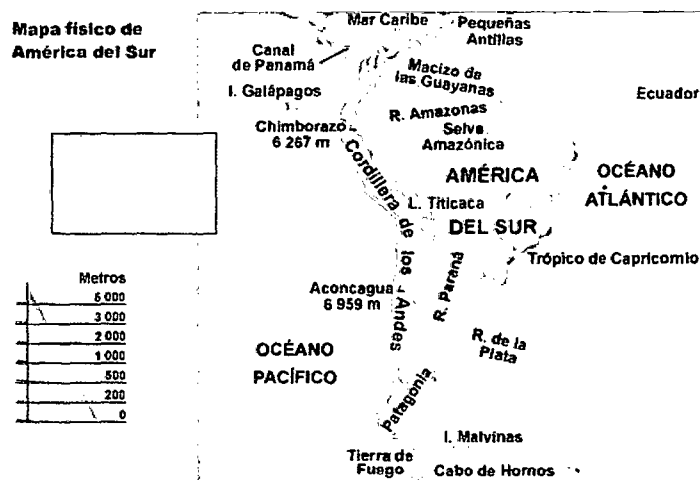 Mapa físico de
América del Sur
Mar Caribe
Pequeñas
Antillas
Canal
de Panamá
Macizo de
las Guayanas
I. Galápagos
Ecuador
R. Amazonas
Chimborazo
6 267 m
Selva
Amazónica
Cordillera de los Andes
AMÉRICA
DEL SUR
OCÉANO
ATLÁNTICO
L. Titicaca
Trópico de Capricornio
Metros
5 000
3 000
2 000
1 000
500
200
0
Aconcagua
6 959 m
R. Paraná
R. de la
Plata
OCÉANO
PACÍFICO
Patagonia
I. Malvinas
Tierra de
Fuego
Cabo de Hornos